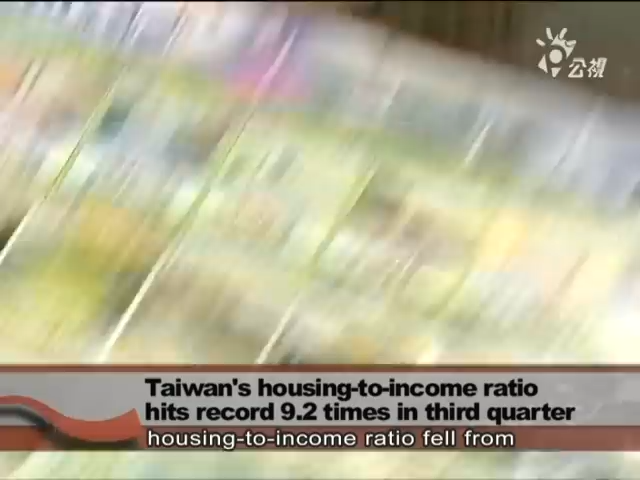 公視
Taiwan's housing-to-income ratio
hits record 9.2 times in third quarter
housing-to-income ratio fell from